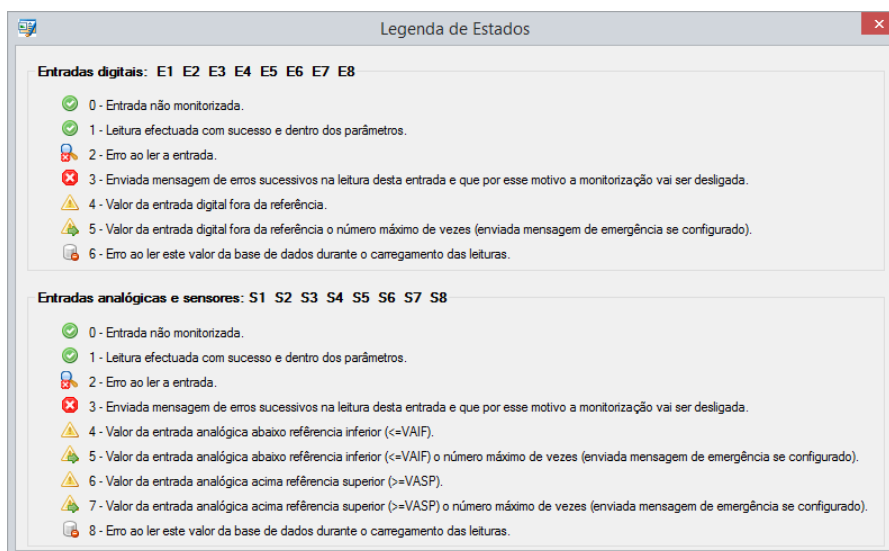 Legenda de Estados
Entradas digitais: E1 E2 E3 E4 E5 E6 E7 E8
0 - Entrada não monitorizada.
1 - Leitura efectuada com sucesso e dentro dos parâmetros.
2 - Erro ao ler a entrada.
3 - Enviada mensagem de erros sucessivos na leitura desta entrada e que por esse motivo a monitorização vai ser desligada.
4 - Valor da entrada digital fora da referência.
5 - Valor da entrada digital fora da referência o número máximo de vezes (enviada mensagem de emergência se configurado).
6 - Erro ao ler este valor da base de dados durante o carregamento das leituras.
Entradas analógicas e sensores: S1 S2 S3 S4 S5 S6 S7 S8
0 - Entrada não monitorizada.
1 - Leitura efectuada com sucesso e dentro dos parâmetros.
2 - Erro ao ler a entrada.
3 - Enviada mensagem de erros sucessivos na leitura desta entrada e que por esse motivo a monitorização vai ser desligada.
4 - Valor da entrada analógica abaixo refêrencia inferior (<=VAIF).
5 - Valor da entrada analógica abaixo refêrencia inferior (<=VAIF) o número máximo de vezes (enviada mensagem de emergência se configurado).
6 - Valor da entrada analógica acima refêrencia superior (>=VASP).
7 - Valor da entrada analógica acima refêrencia superior (>=VASP) o número máximo de vezes (enviada mensagem de emergência se configurado).
8 - Erro ao ler este valor da base de dados durante o carregamento das leituras.